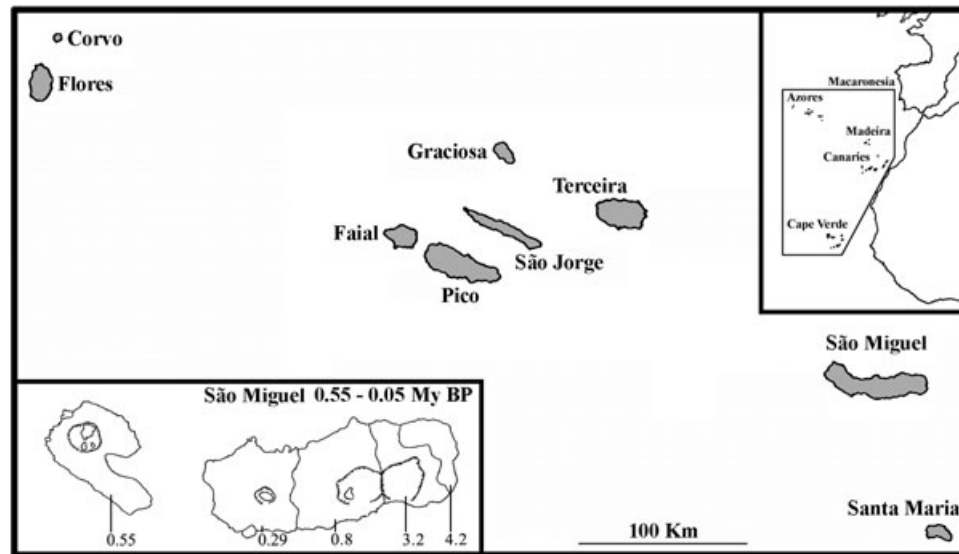 Corvo
Flores
Graciosa
Terceira
Faial
São Jorge
Pico
Macaronesia
Azores
Madeira
Canaries
Cape Verde
São Miguel
Santa Maria
100 Km
São Miguel 0.55 - 0.05 My BP
0.55
0.29
0.8
3.2
4.2